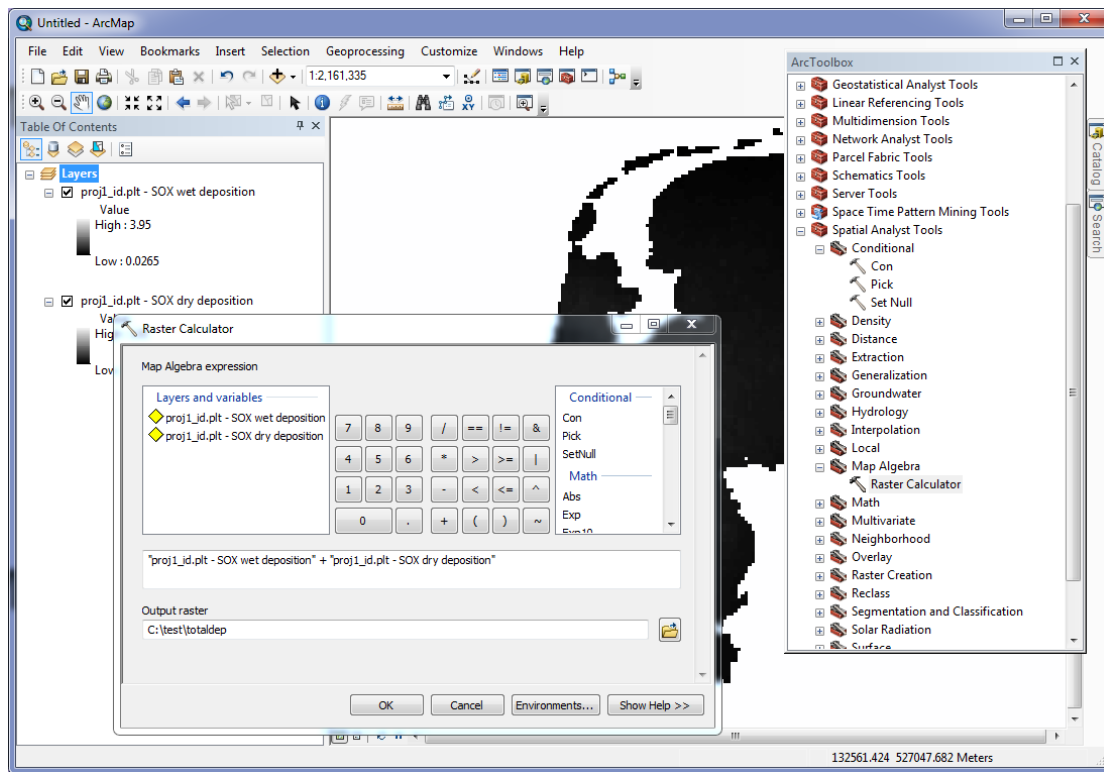 Untitled - ArcMap
File Edit View Bookmarks Insert Selection Geoprocessing Customize Windows Help
1:2,161,335
Table Of Contents
Layers
proj1_id.plt - SOX wet deposition
Value
High : 3.95
Low : 0.0265
proj1_id.plt - SOX dry deposition
Val
Hig
Low
ArcToolbox
Geostatistical Analyst Tools
Linear Referencing Tools
Multidimension Tools
Network Analyst Tools
Parcel Fabric Tools
Schematics Tools
Server Tools
Space Time Pattern Mining Tools
Spatial Analyst Tools
Conditional
Con
Pick
Set Null
Density
Distance
Extraction
Generalization
Groundwater
Hydrology
Interpolation
Local
Map Algebra
Raster Calculator
Math
Multivariate
Neighborhood
Overlay
Raster Creation
Reclass
Segmentation and Classification
Solar Radiation
Surface
Catalog
Search
Raster Calculator
Map Algebra expression
Layers and variables
proj1_id.plt - SOX wet deposition
proj1_id.plt - SOX dry deposition
7 8 9 / == != &
4 5 6 * > >= |
1 2 3 - < <= ^
0 . + ( ) ~
Conditional
Con
Pick
SetNull
Math
Abs
Exp
Exp10
"proj1_id.plt - SOX wet deposition" + "proj1_id.plt - SOX dry deposition"
Output raster
C:\test\totaldep
OK Cancel Environments... Show Help >>
132561.424 527047.682 Meters